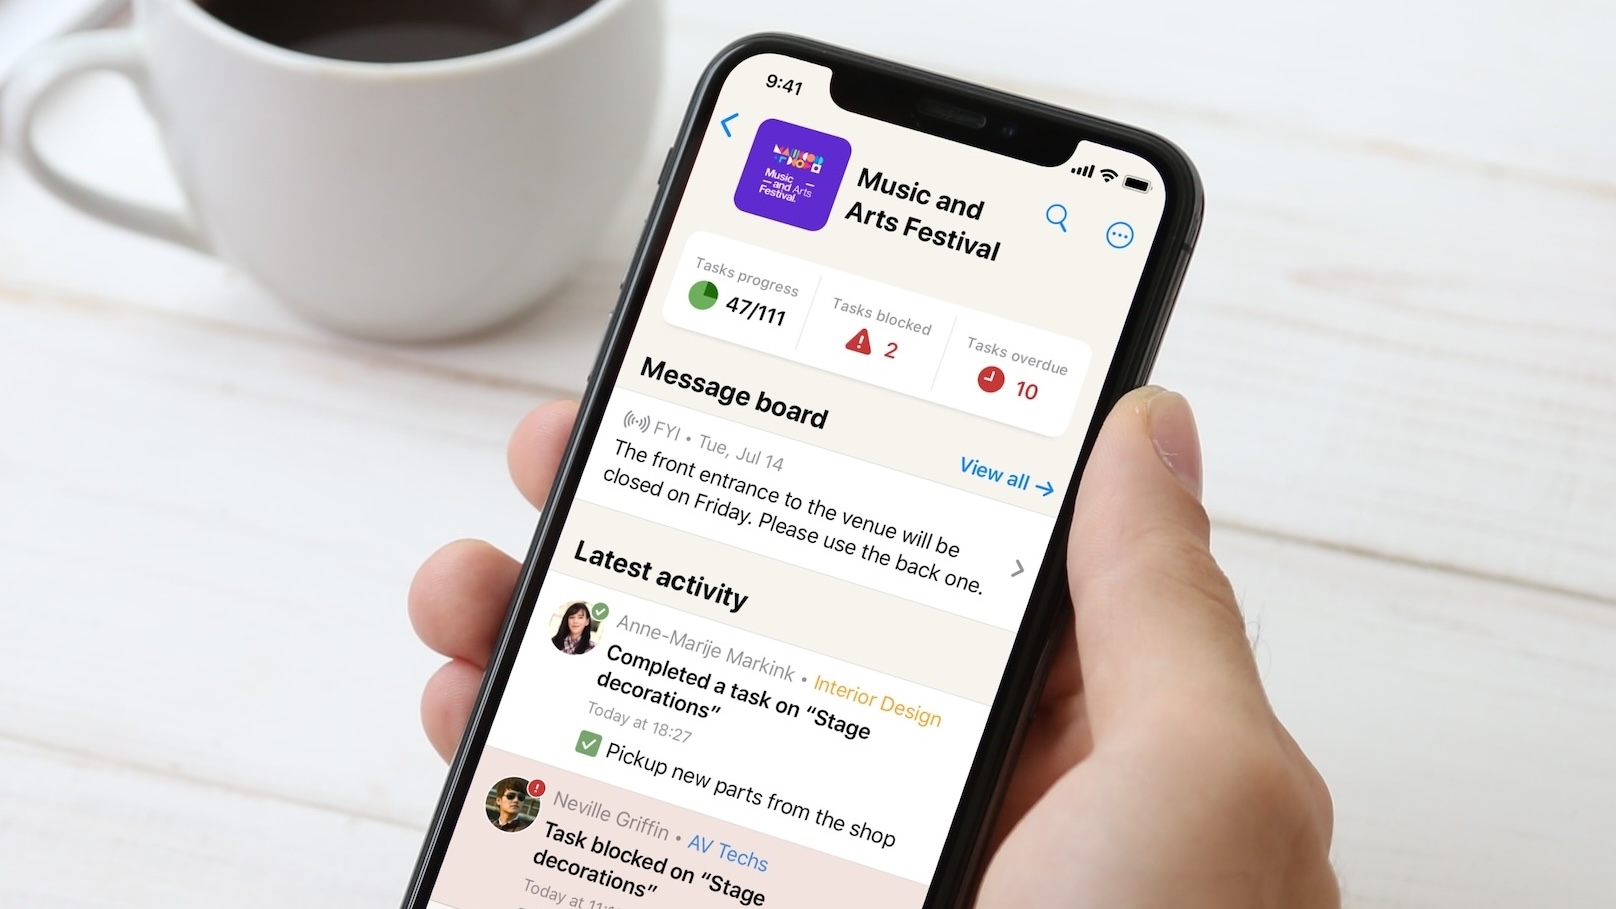 9:41
Music
and Arts
Festival.
Music and
Arts Festival
Tasks progress
47/111
Tasks blocked
2
Tasks overdue
10
Message board
View all →
FYI • Tue, Jul 14
The front entrance to the venue will be
closed on Friday. Please use the back one.
Latest activity
Anne-Marije Markink • Interior Design
Completed a task on “Stage
decorations”
Today at 18:27
Pickup new parts from the shop
Neville Griffin • AV Techs
Task blocked on “Stage
decorations”
Today at